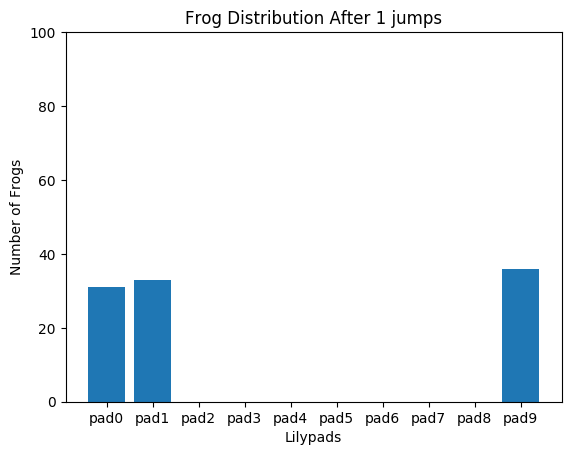 Frog Distribution After 1 jumps
100
80
60
40
20
0
Number of Frogs
pad0 pad1 pad2 pad3 pad4 pad5 pad6 pad7 pad8 pad9
Lilypads